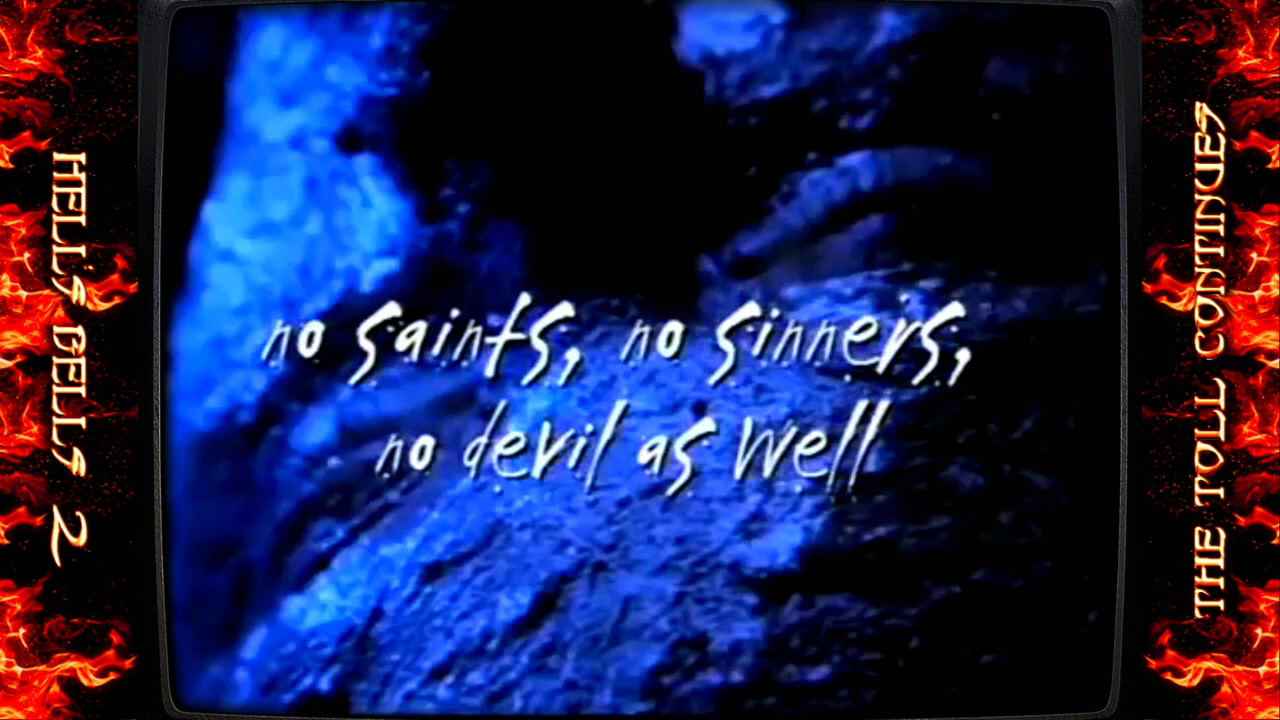 HELL'S BELLS 2
no saints, no sinners,
no devil as well
THE TOLL CONTINUES